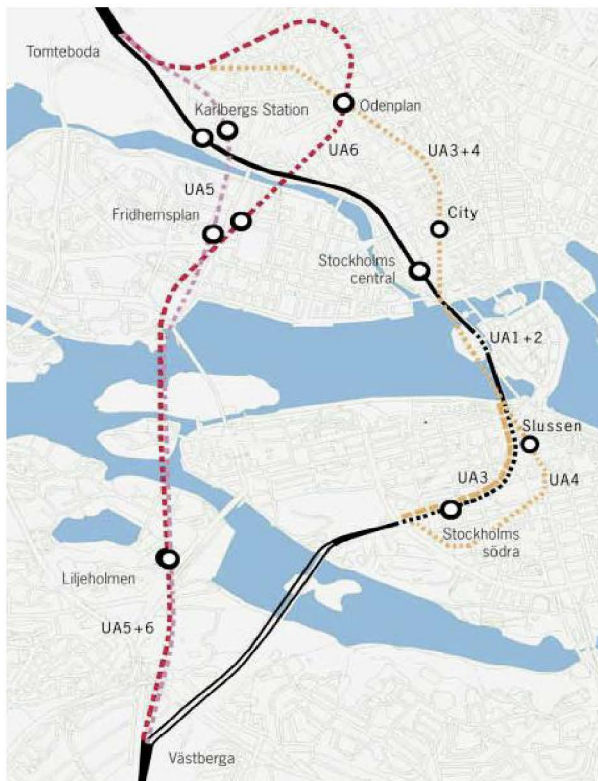 Tomteboda
Karlbergs Station
Odenplan
UA6
UA3+4
UA5
Fridhemsplan
City
Stockholms
central
UA1+2
Slussen
UA3
UA4
Stockholms
södra
Liljeholmen
UA5+6
Västberga